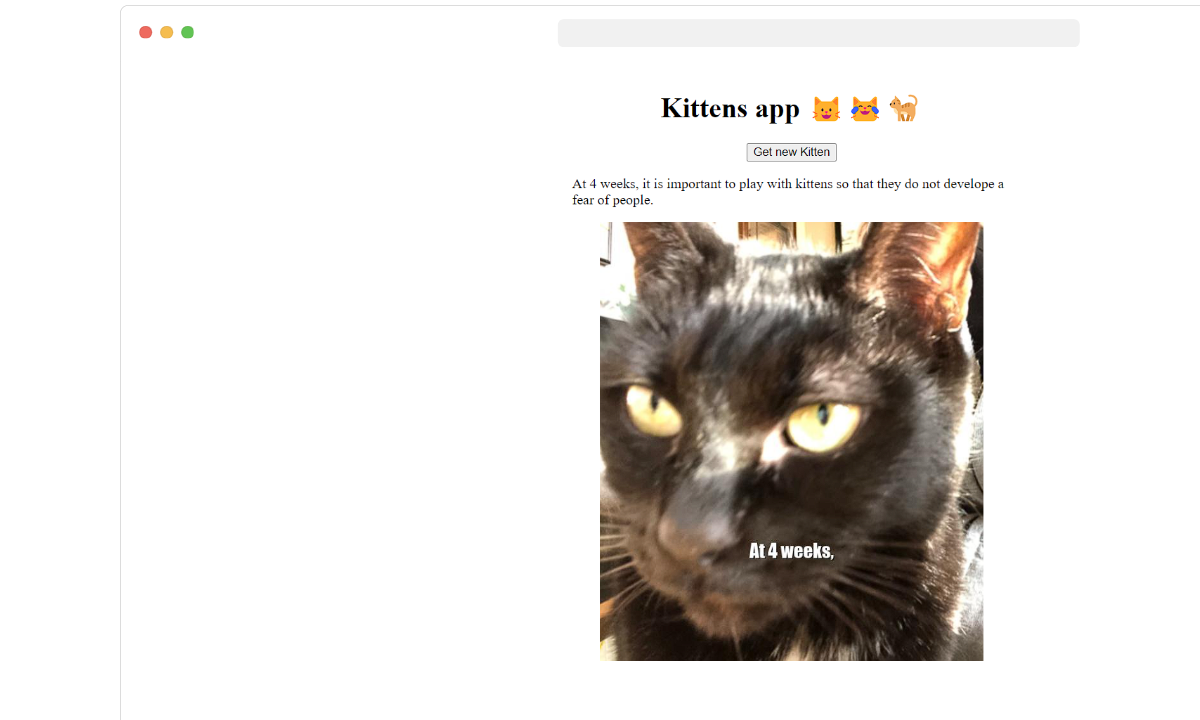 Kittens app 😺 😹 🐈
Get new Kitten
At 4 weeks, it is important to play with kittens so that they do not develope a
fear of people.
At 4 weeks,